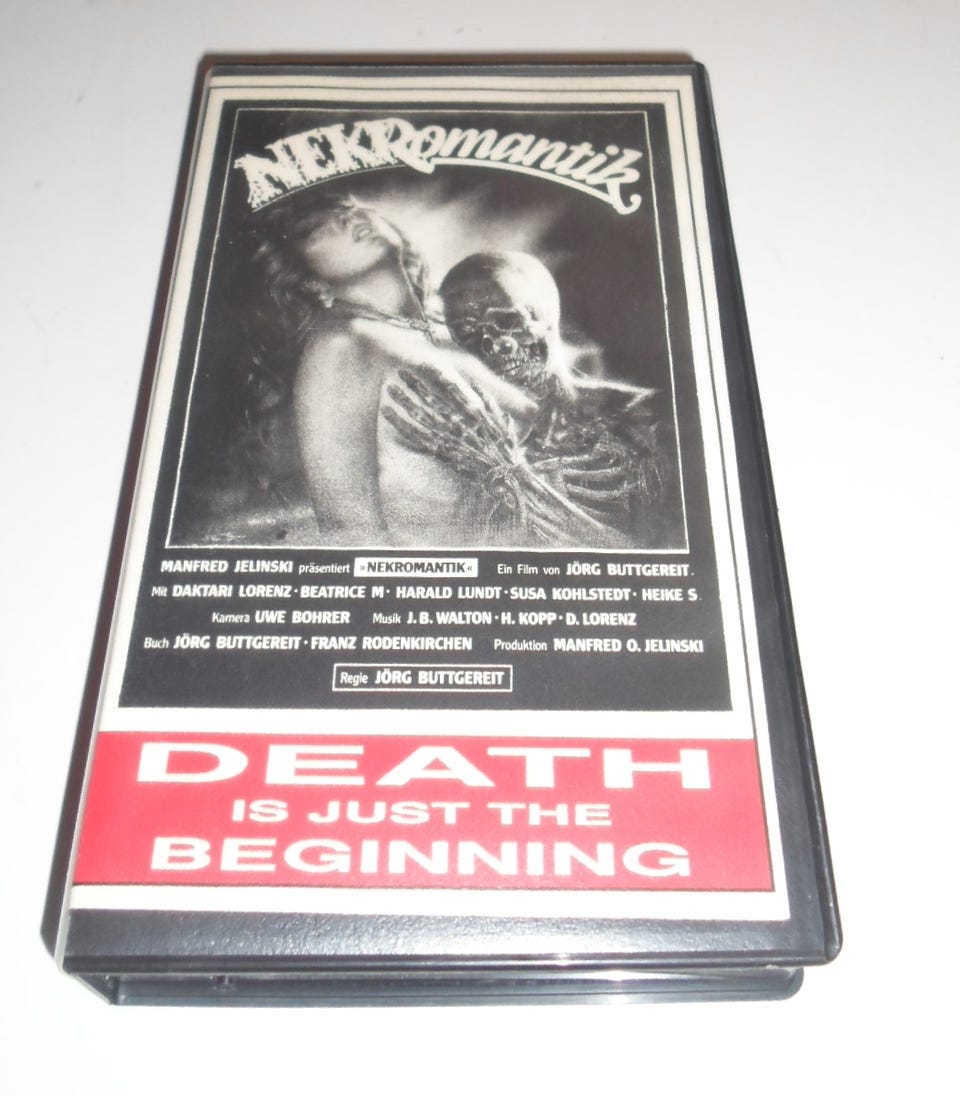 NEKRomantik
MANFRED JELINSKI präsentiert »NEKROMANTIK« Ein Film von JÖRG BUTTGEREIT.
Mit DAKTARI LORENZ · BEATRICE M · HARALD LUNDT · SUSA KOHLSTEDT · HEIKE S.
Kamera UWE BOHRER Musik J. B. WALTON · H. KOPP · D. LORENZ
Buch JÖRG BUTTGEREIT · FRANZ RODENKIRCHEN Produktion MANFRED O. JELINSKI
Regie JÖRG BUTTGEREIT
DEATH
IS JUST THE
BEGINNING